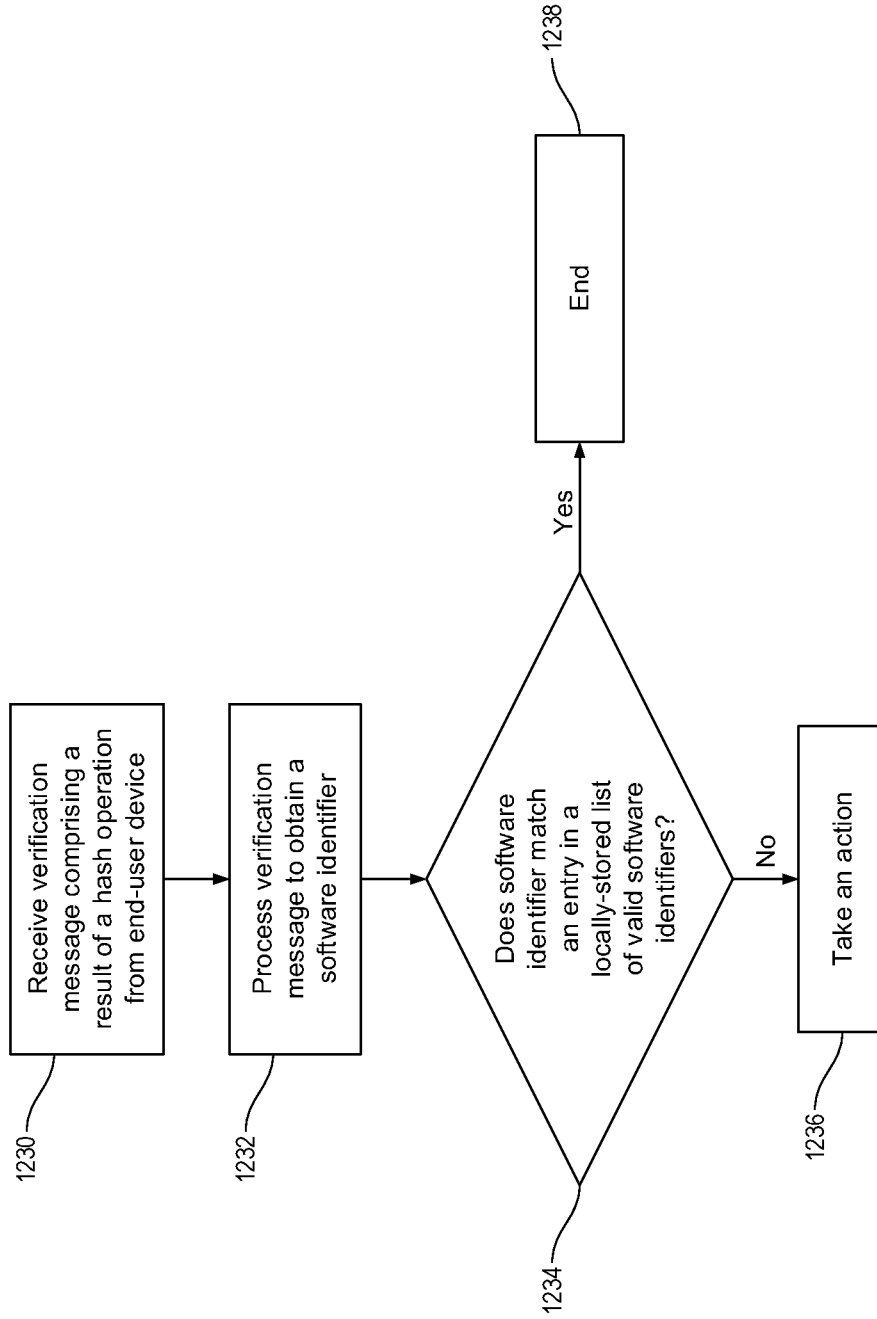 1230
Receive verification
message comprising a
result of a hash operation
from end-user device
1232
Process verification
message to obtain a
software identifier
1234
Does software
identifier match
an entry in a
locally-stored list
of valid software
identifiers?
Yes
End
1238
No
1236
Take an action